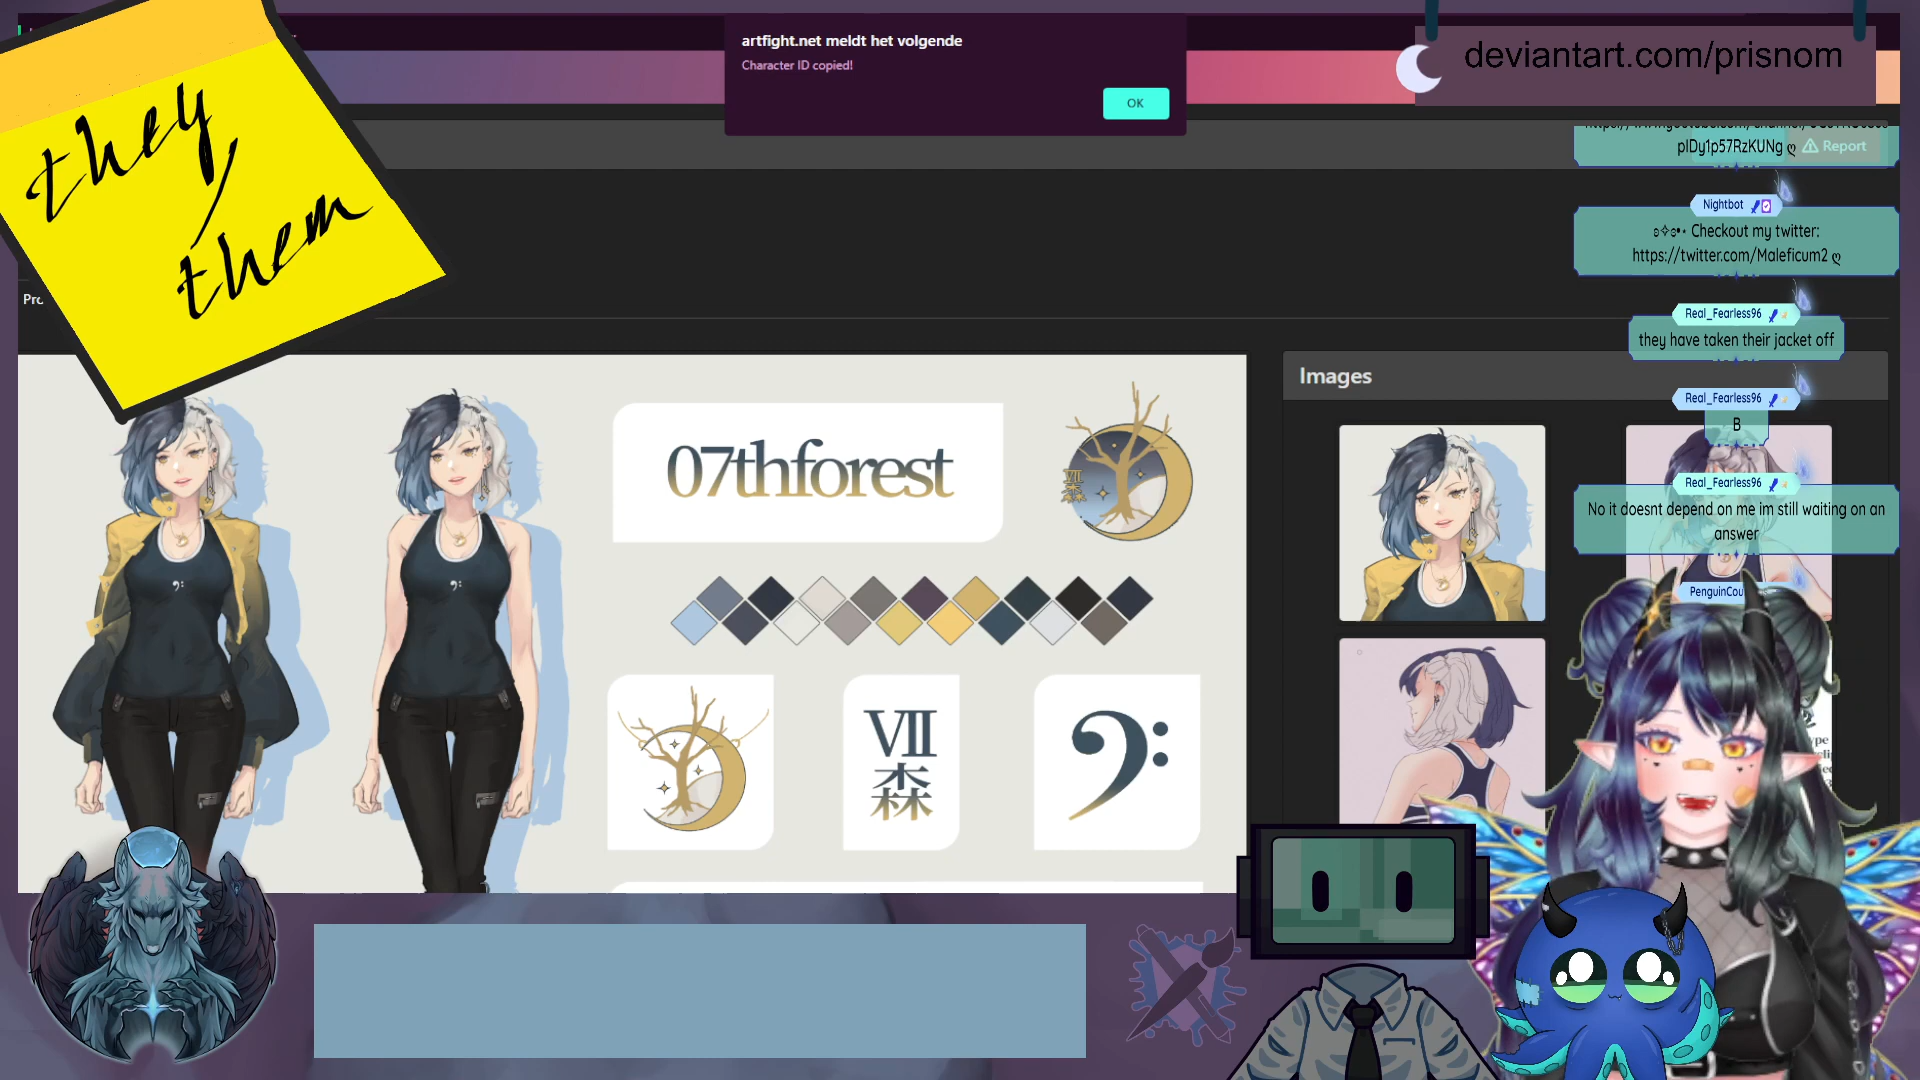 they/
them
artfight.net meldt het volgende
Character ID copied!
OK
deviantart.com/prisnom
pIDy1p57RzKUNg ღ
Report
Nightbot
Checkout my twitter:
https://twitter.com/Maleficum2 ღ
Real_Fearless96
they have taken their jacket off
Real_Fearless96
B
Real_Fearless96
No it doesnt depend on me im still waiting on an
answer
PenguinCou
Images
07thforest
VII
森
VII
森